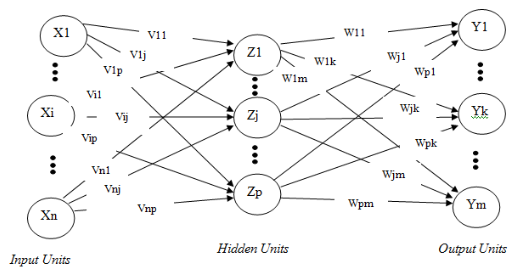 X1
V11
V1j
V1p
Z1
W11
W1k
W1m
Y1
Xi
Vi1
Vij
Vip
Zj
Wj1
Wp1
Wjk
Yk
Wpk
Xn
Vn1
Vnj
Vnp
Zp
Wjm
Wpm
Ym
Input Units
Hidden Units
Output Units